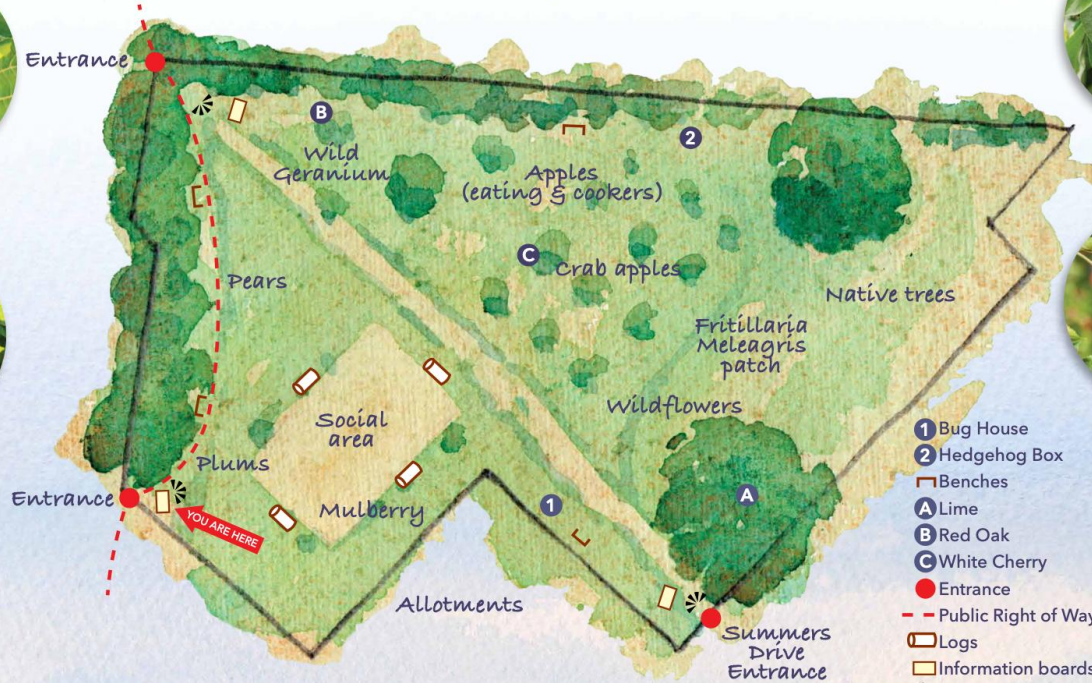 Entrance
B
2
Wild
Geranium
Apples
(eating & cookers)
C
Crab apples
Pears
Native trees
Fritillaria
Meleagris
patch
Wildflowers
Social
area
Plums
Entrance
YOU ARE HERE
Mulberry
1
A
Allotments
Summers
Drive
Entrance
1 Bug House
2 Hedgehog Box
Benches
A Lime
B Red Oak
C White Cherry
Entrance
Public Right of Way
Logs
Information boards